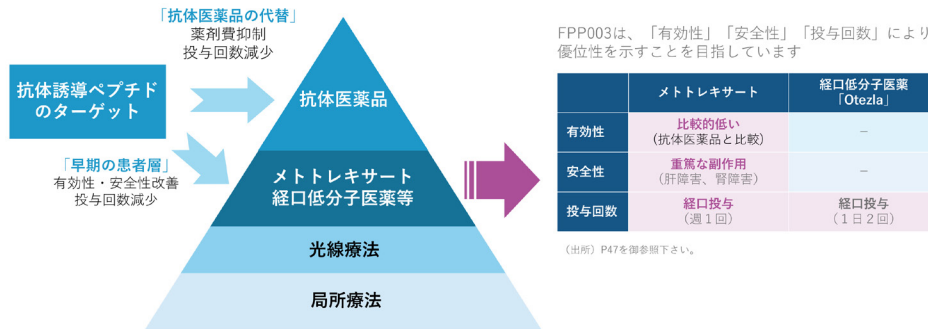 「抗体医薬品の代替」
薬剤費抑制
投与回数減少
抗体誘導ペプチド
のターゲット
「早期の患者層」
有効性・安全性改善
投与回数減少
抗体医薬品
メトトレキサート
経口低分子医薬等
光線療法
局所療法
FPP003は、「有効性」「安全性」「投与回数」により
優位性を示すことを目指しています
メトトレキサート
経口低分子医薬
「Otezla」
有効性
比較的低い
(抗体医薬品と比較)
–
安全性
重篤な副作用
(肝障害、腎障害)
–
投与回数
経口投与
(週1回)
経口投与
(1日2回)
(出所)P47を御参照下さい。